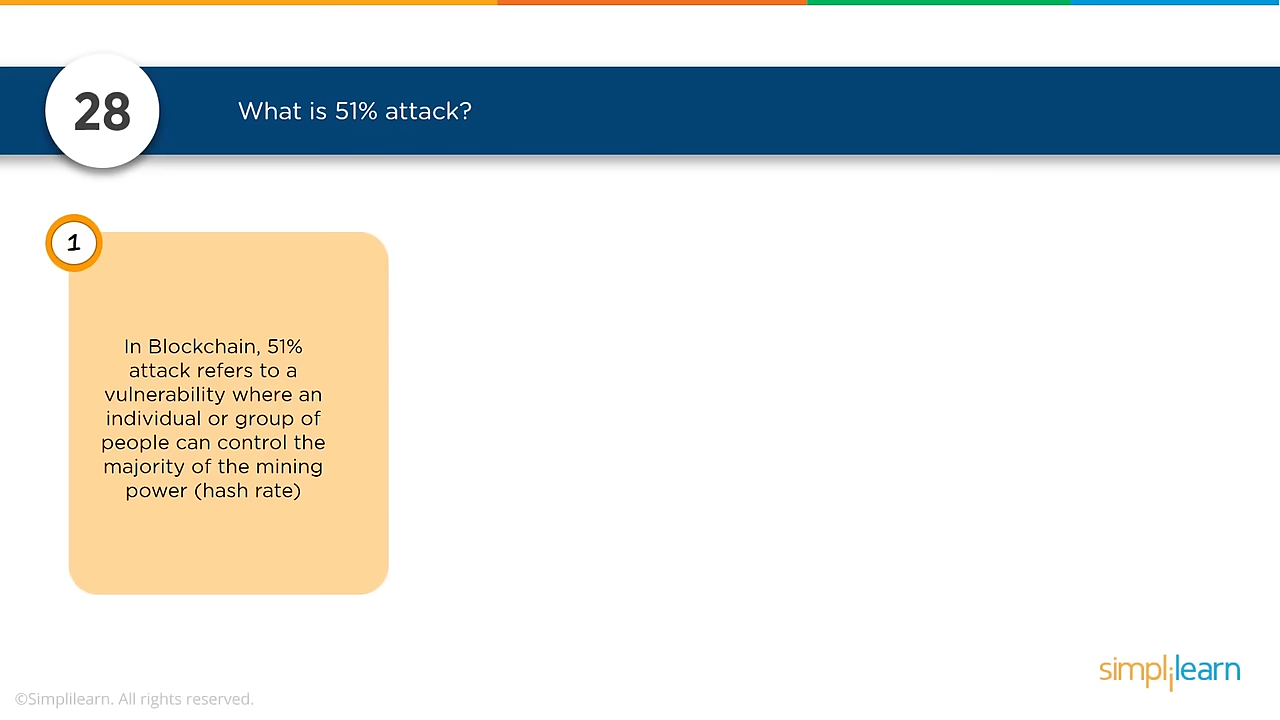 28
What is 51% attack?
1
In Blockchain, 51%
attack refers to a
vulnerability where an
individual or group of
people can control the
majority of the mining
power (hash rate)
simplilearn
©Simplilearn. All rights reserved.